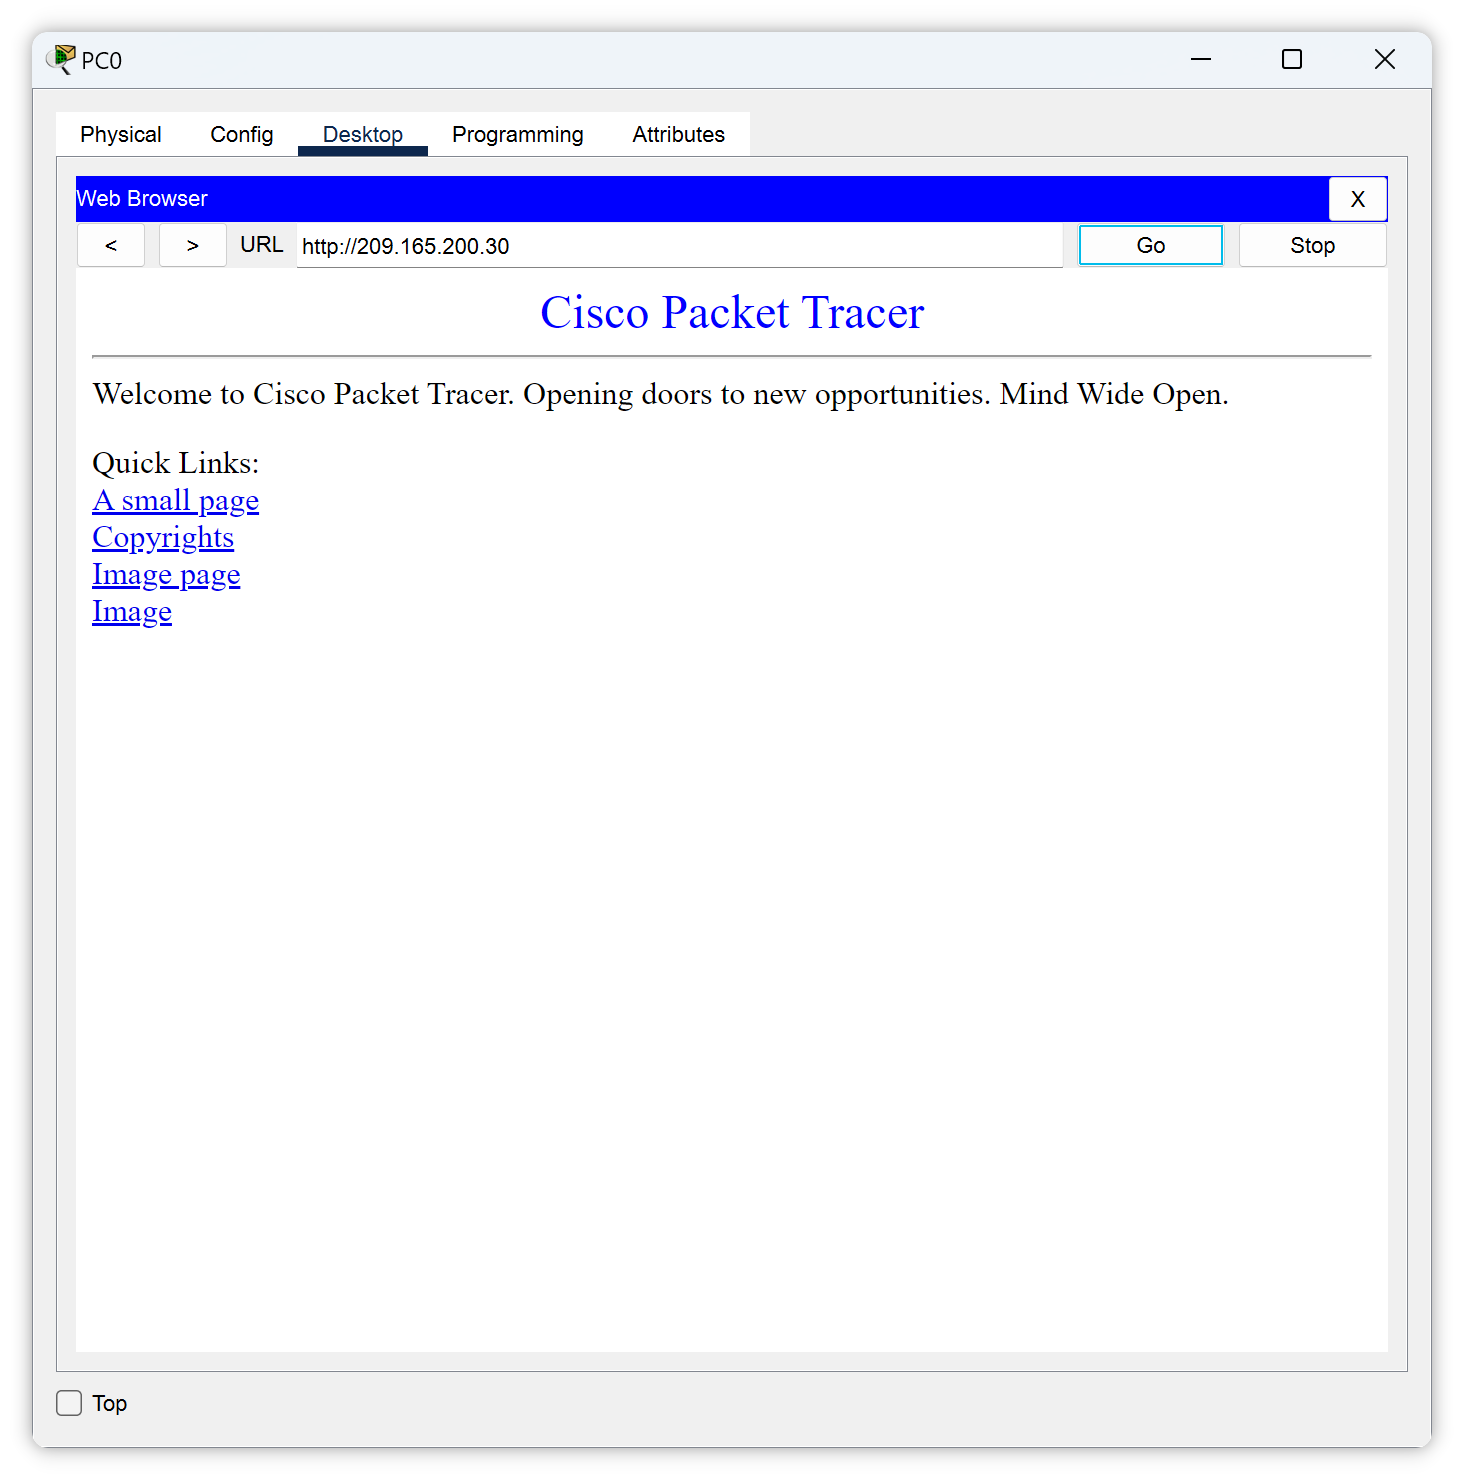 PC0
Physical Config Desktop Programming Attributes
Web Browser X
< > URL http://209.165.200.30 Go Stop
Cisco Packet Tracer
Welcome to Cisco Packet Tracer. Opening doors to new opportunities. Mind Wide Open.
Quick Links:
A small page
Copyrights
Image page
Image
Top